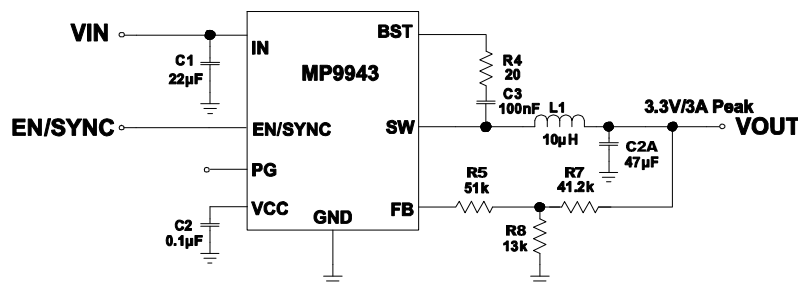 VIN
C1
22µF
IN
BST
MP9943
R4
20
C3
100nF
L1
10µH
3.3V/3A Peak
VOUT
EN/SYNC
EN/SYNC
SW
C2A
47µF
PG
R5
51k
R7
41.2k
VCC
FB
C2
0.1µF
GND
R8
13k